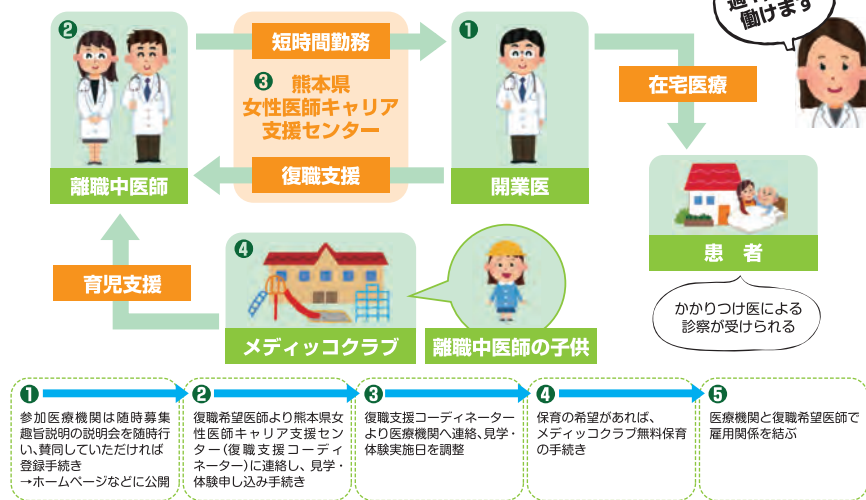 働けます
❷
短時間勤務
❶
❸ 熊本県
女性医師キャリア
支援センター
在宅医療
復職支援
離職中医師
開業医
患 者
かかりつけ医による
診察が受けられる
❹
育児支援
メディッコクラブ
離職中医師の子供
❶
参加医療機関は随時募集
趣旨説明の説明会を随時行
い、賛同していただければ
登録手続き
→ホームページなどに公開
❷
復職希望医師より熊本県女
性医師キャリア支援セン
ター(復職支援コーディ
ネーター)に連絡し、見学・
体験申し込み手続き
❸
復職支援コーディネーター
より医療機関へ連絡、見学・
体験実施日を調整
❹
保育の希望があれば、
メディッコクラブ無料保育
の手続き
❺
医療機関と復職希望医師で
雇用関係を結ぶ